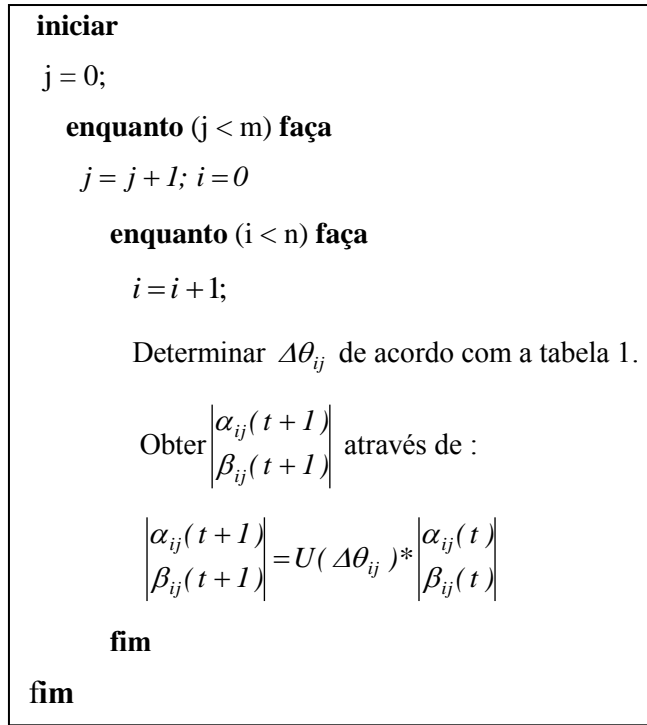 iniciar
j = 0;
enquanto (j < m) faça
j = j + 1; i = 0
enquanto (i < n) faça
i = i + 1;
Determinar Δθ_ij de acordo com a tabela 1.
Obter |α_ij(t + 1) β_ij(t + 1)| através de :
|α_ij(t + 1) β_ij(t + 1)| = U( Δθ_ij )* |α_ij(t) β_ij(t)|
fim
fim